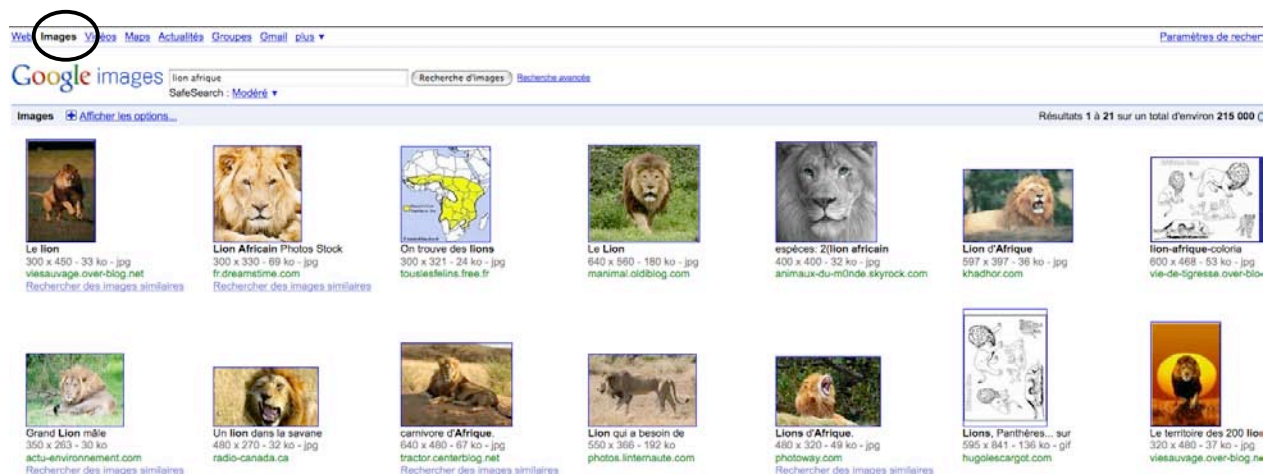 Web Images Vidéos Maps Actualités Groupes Gmail plus ▼
Paramètres de recher
Google images lion afrique Recherche d'images Recherche avancée
SafeSearch : Modéré ▼
Images Afficher les options...
Résultats 1 à 21 sur un total d'environ 215 000 (
Le lion
300 x 450 - 33 ko - jpg
viesauvage.over-blog.net
Rechercher des images similaires
Lion Africain Photos Stock
300 x 330 - 69 ko - jpg
fr.dreamstime.com
Rechercher des images similaires
On trouve des lions
300 x 321 - 24 ko - jpg
touslesfelins.free.fr
Le Lion
640 x 560 - 180 ko - jpg
manimal.oldiblog.com
espèces: 2(lion africain
400 x 400 - 32 ko - jpg
animaux-du-m0nde.skyrock.com
Lion d'Afrique
597 x 397 - 36 ko - jpg
khadhor.com
lion-afrique-coloria
600 x 468 - 53 ko - jpg
vie-de-tigresse.over-blo
Grand Lion mâle
350 x 263 - 30 ko
actu-environnement.com
Rechercher des images similaires
Un lion dans la savane
480 x 270 - 32 ko - jpg
radio-canada.ca
carnivore d'Afrique.
640 x 480 - 67 ko - jpg
tractor.centerblog.net
Rechercher des images similaires
Lion qui a besoin de
550 x 366 - 192 ko
photos.linternaute.com
Lions d'Afrique.
480 x 320 - 49 ko - jpg
photoway.com
Rechercher des images similaires
Lions, Panthères... sur
595 x 841 - 136 ko - gif
hugolescargot.com
Le territoire des 200 lio
320 x 480 - 37 ko - jpg
viesauvage.over-blog.ne